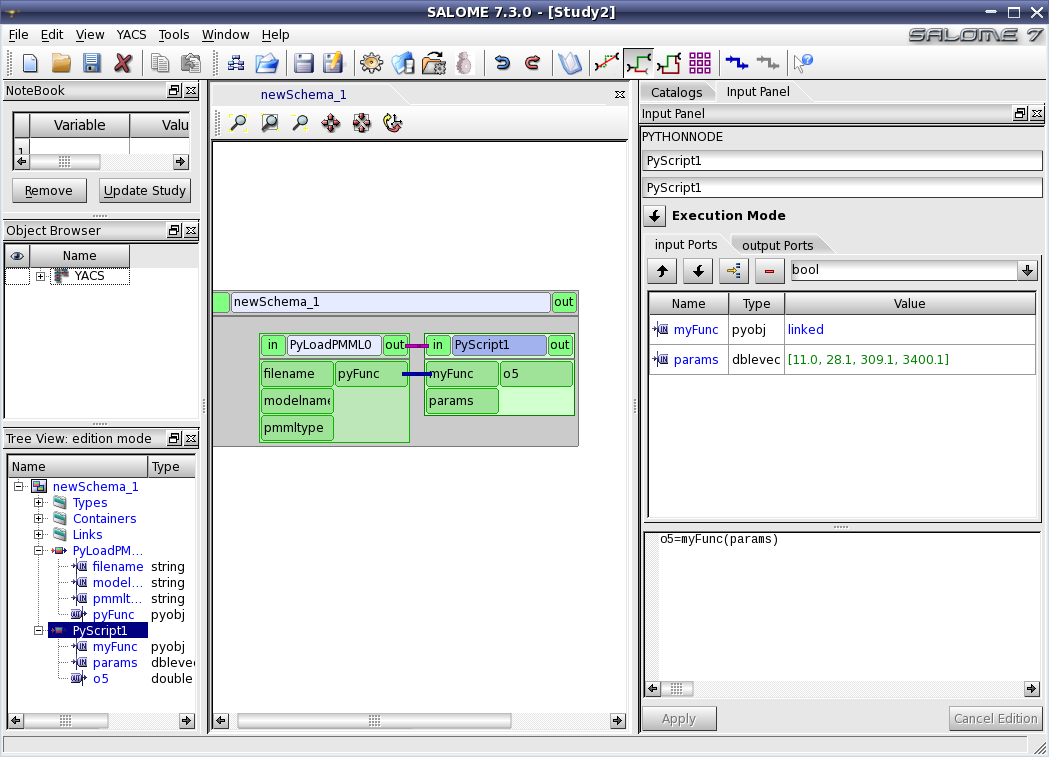 SALOME 7.3.0 - [Study2]
File Edit View YACS Tools Window Help
SALOME 7
NoteBook
Variable Valu
1
Remove Update Study
Object Browser
Name
YACS
Tree View: edition mode
Name Type
newSchema_1
Types
Containers
Links
PyLoadPM...
filename string
model... string
pmmlt... string
pyFunc pyobj
PyScript1
myFunc pyobj
params dblevec
o5 double
newSchema_1
newSchema_1 out
in PyLoadPMML0 out in PyScript1 out
filename pyFunc myFunc o5
modelname params
pmmltype
Catalogs Input Panel
Input Panel
PYTHONNODE
PyScript1
PyScript1
Execution Mode
input Ports output Ports
bool
Name Type Value
myFunc pyobj linked
params dblevec [11.0, 28.1, 309.1, 3400.1]
o5=myFunc(params)
Apply Cancel Edition